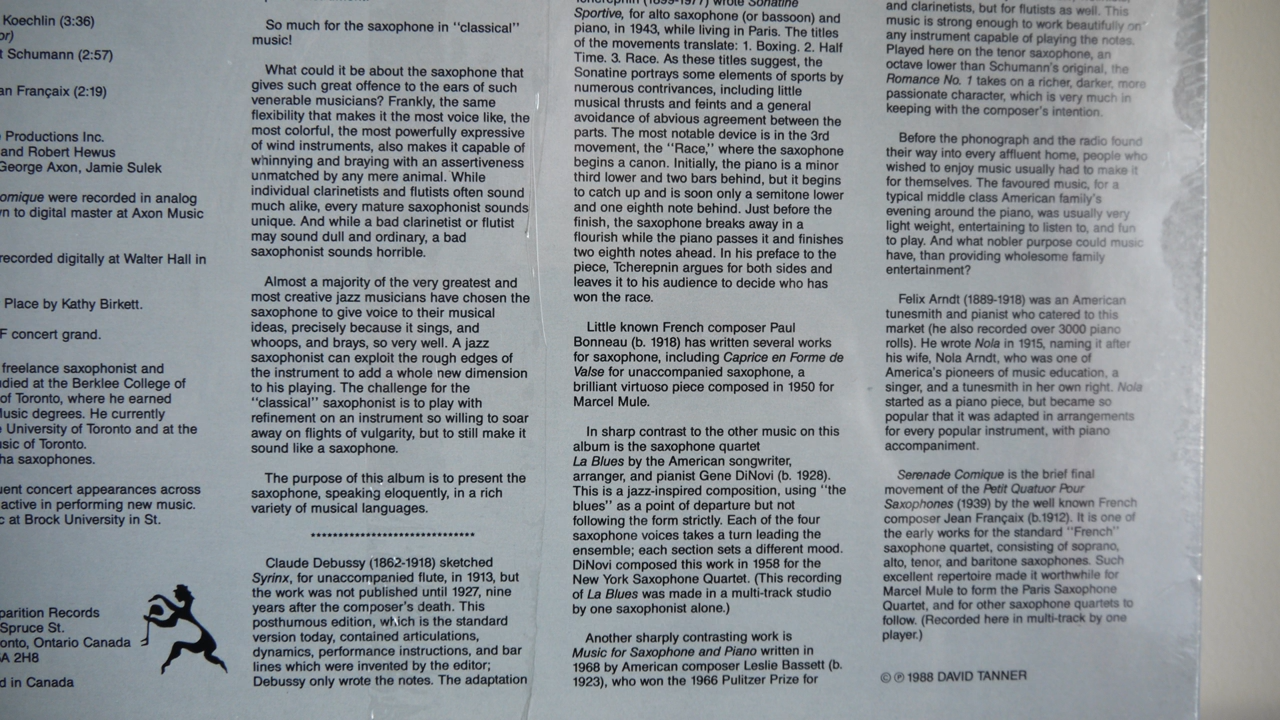 Koechlin (3:36)
or)
t Schumann (2:57)
an Françaix (2:19)
Productions Inc.
and Robert Hewus
George Axon, Jamie Sulek
omique were recorded in analog
n to digital master at Axon Music
recorded digitally at Walter Hall in
Place by Kathy Birkett.
F concert grand.
freelance saxophonist and
died at the Berklee College of
of Toronto, where he earned
Music degrees. He currently
University of Toronto and at the
sic of Toronto.
ha saxophones.
uent concert appearances across
active in performing new music.
c at Brock University in St.
parition Records
Spruce St.
onto, Ontario Canada
5A 2H8
d in Canada
So much for the saxophone in "classical"
music!
What could it be about the saxophone that
gives such great offence to the ears of such
venerable musicians? Frankly, the same
flexibility that makes it the most voice like, the
most colorful, the most powerfully expressive
of wind instruments, also makes it capable of
whinnying and braying with an assertiveness
unmatched by any mere animal. While
individual clarinetists and flutists often sound
much alike, every mature saxophonist sounds
unique. And while a bad clarinetist or flutist
may sound dull and ordinary, a bad
saxophonist sounds horrible.
Almost a majority of the very greatest and
most creative jazz musicians have chosen the
saxophone to give voice to their musical
ideas, precisely because it sings, and
whoops, and brays, so very well. A jazz
saxophonist can exploit the rough edges of
the instrument to add a whole new dimension
to his playing. The challenge for the
"classical" saxophonist is to play with
refinement on an instrument so willing to soar
away on flights of vulgarity, but to still make it
sound like a saxophone.
The purpose of this album is to present the
saxophone, speaking eloquently, in a rich
variety of musical languages.
******************************
Claude Debussy (1862-1918) sketched
Syrinx, for unaccompanied flute, in 1913, but
the work was not published until 1927, nine
years after the composer's death. This
posthumous edition, which is the standard
version today, contained articulations,
dynamics, performance instructions, and bar
lines which were invented by the editor;
Debussy only wrote the notes. The adaptation
Tcherepnin (1899-1977) wrote Sonatine
Sportive, for alto saxophone (or bassoon) and
piano, in 1943, while living in Paris. The titles
of the movements translate: 1. Boxing. 2. Half
Time. 3. Race. As these titles suggest, the
Sonatine portrays some elements of sports by
numerous contrivances, including little
musical thrusts and feints and a general
avoidance of abvious agreement between the
parts. The most notable device is in the 3rd
movement, the "Race," where the saxophone
begins a canon. Initially, the piano is a minor
third lower and two bars behind, but it begins
to catch up and is soon only a semitone lower
and one eighth note behind. Just before the
finish, the saxophone breaks away in a
flourish while the piano passes it and finishes
two eighth notes ahead. In his preface to the
piece, Tcherepnin argues for both sides and
leaves it to his audience to decide who has
won the race.
Little known French composer Paul
Bonneau (b. 1918) has written several works
for saxophone, including Caprice en Forme de
Valse for unaccompanied saxophone, a
brilliant virtuoso piece composed in 1950 for
Marcel Mule.
In sharp contrast to the other music on this
album is the saxophone quartet
La Blues by the American songwriter,
arranger, and pianist Gene DiNovi (b. 1928).
This is a jazz-inspired composition, using "the
blues" as a point of departure but not
following the form strictly. Each of the four
saxophone voices takes a turn leading the
ensemble; each section sets a different mood.
DiNovi composed this work in 1958 for the
New York Saxophone Quartet. (This recording
of La Blues was made in a multi-track studio
by one saxophonist alone.)
Another sharply contrasting work is
Music for Saxophone and Piano written in
1968 by American composer Leslie Bassett (b.
1923), who won the 1966 Pulitzer Prize for
and clarinetists, but for flutists as well. This
music is strong enough to work beautifully on
any instrument capable of playing the notes.
Played here on the tenor saxophone, an
octave lower than Schumann's original, the
Romance No. 1 takes on a richer, darker, more
passionate character, which is very much in
keeping with the composer's intention.
Before the phonograph and the radio found
their way into every affluent home, people who
wished to enjoy music usually had to make it
for themselves. The favoured music, for a
typical middle class American family's
evening around the piano, was usually very
light weight, entertaining to listen to, and fun
to play. And what nobler purpose could music
have, than providing wholesome family
entertainment?
Felix Arndt (1889-1918) was an American
tunesmith and pianist who catered to this
market (he also recorded over 3000 piano
rolls). He wrote Nola in 1915, naming it after
his wife, Nola Arndt, who was one of
America's pioneers of music education, a
singer, and a tunesmith in her own right. Nola
started as a piano piece, but became so
popular that it was adapted in arrangements
for every popular instrument, with piano
accompaniment.
Serenade Comique is the brief final
movement of the Petit Quatuor Pour
Saxophones (1939) by the well known French
composer Jean Françaix (b.1912). It is one of
the early works for the standard "French"
saxophone quartet, consisting of soprano,
alto, tenor, and baritone saxophones. Such
excellent repertoire made it worthwhile for
Marcel Mule to form the Paris Saxophone
Quartet, and for other saxophone quartets to
follow. (Recorded here in multi-track by one
player.)
© ℗ 1988 DAVID TANNER